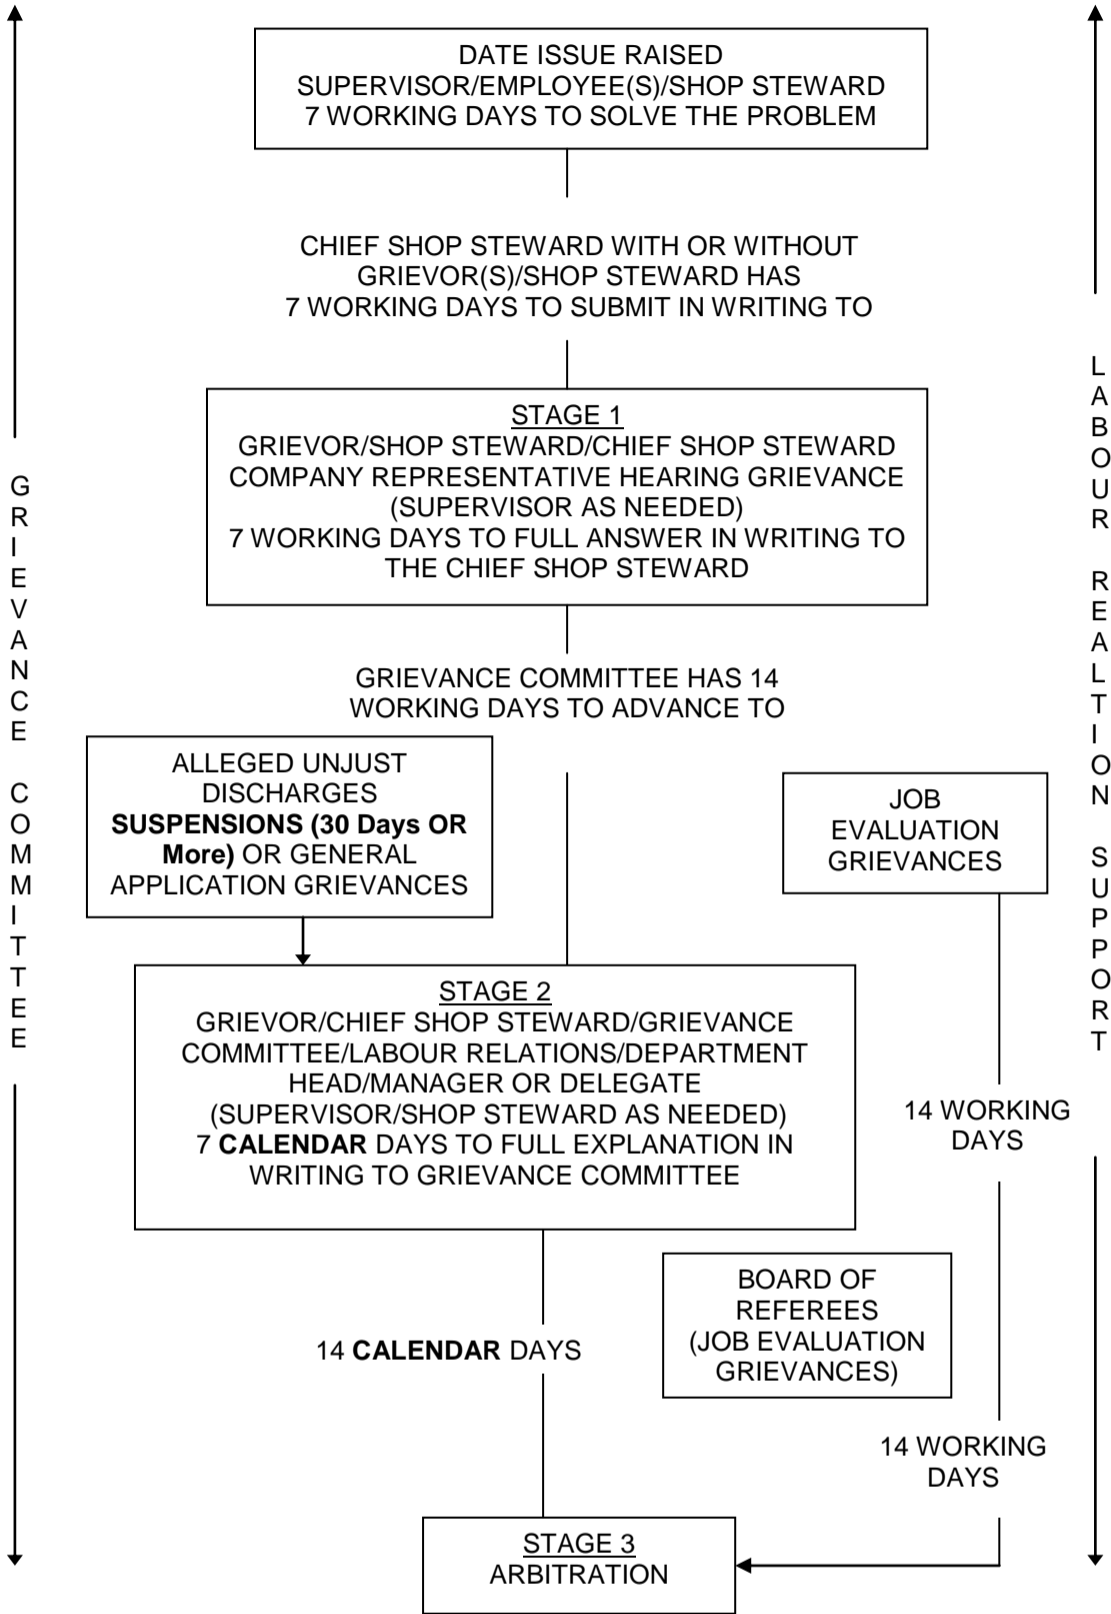 DATE ISSUE RAISED
SUPERVISOR/EMPLOYEE(S)/SHOP STEWARD
7 WORKING DAYS TO SOLVE THE PROBLEM
CHIEF SHOP STEWARD WITH OR WITHOUT
GRIEVOR(S)/SHOP STEWARD HAS
7 WORKING DAYS TO SUBMIT IN WRITING TO
STAGE 1
GRIEVOR/SHOP STEWARD/CHIEF SHOP STEWARD
COMPANY REPRESENTATIVE HEARING GRIEVANCE
(SUPERVISOR AS NEEDED)
7 WORKING DAYS TO FULL ANSWER IN WRITING TO
THE CHIEF SHOP STEWARD
GRIEVANCE COMMITTEE HAS 14
WORKING DAYS TO ADVANCE TO
ALLEGED UNJUST
DISCHARGES
SUSPENSIONS (30 Days OR
More) OR GENERAL
APPLICATION GRIEVANCES
JOB
EVALUATION
GRIEVANCES
STAGE 2
GRIEVOR/CHIEF SHOP STEWARD/GRIEVANCE
COMMITTEE/LABOUR RELATIONS/DEPARTMENT
HEAD/MANAGER OR DELEGATE
(SUPERVISOR/SHOP STEWARD AS NEEDED)
7 CALENDAR DAYS TO FULL EXPLANATION IN
WRITING TO GRIEVANCE COMMITTEE
14 WORKING
DAYS
BOARD OF
REFEREES
(JOB EVALUATION
GRIEVANCES)
14 CALENDAR DAYS
14 WORKING
DAYS
STAGE 3
ARBITRATION
GRIEVANCE COMMITTEE
LABOUR REALTION SUPPORT